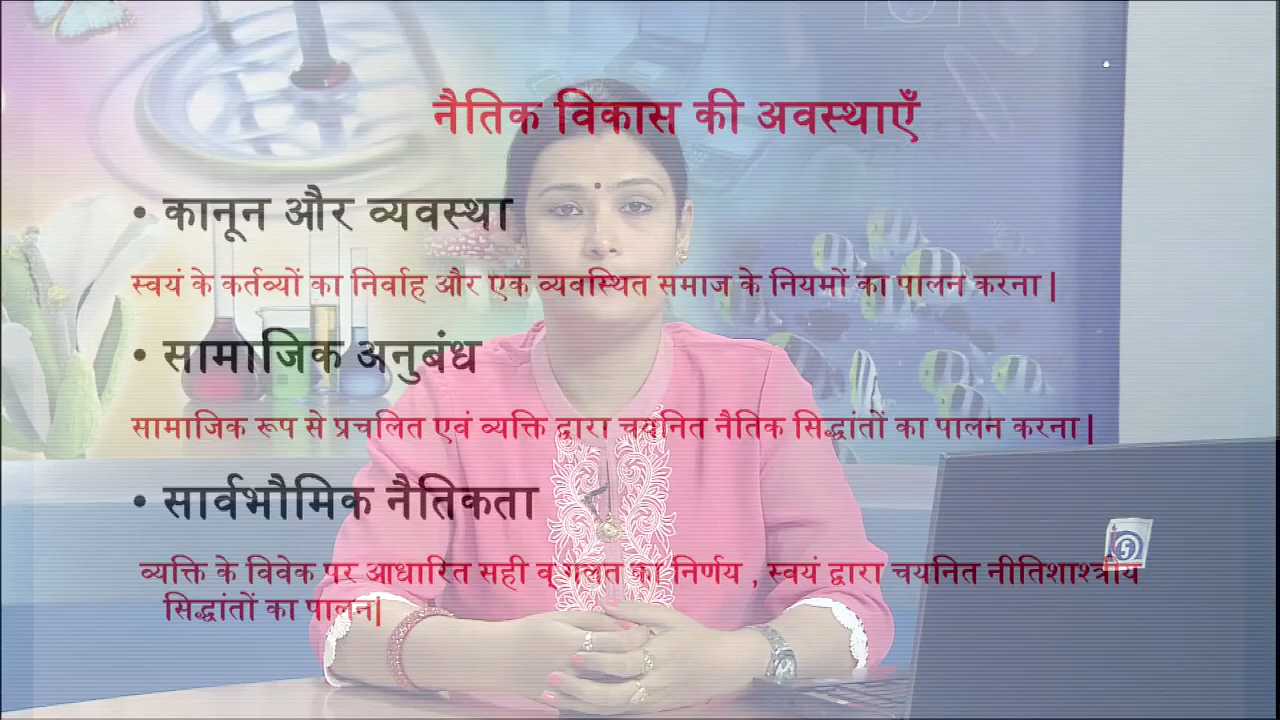 नैतिक विकास की अवस्थाएँ
• कानून और व्यवस्था
स्वयं के कर्तव्यों का निर्वाह और एक व्यवस्थित समाज के नियमों का पालन करना |
• सामाजिक अनुबंध
सामाजिक रूप से प्रचलित एवं व्यक्ति द्वारा चयनित नैतिक सिद्धांतों का पालन करना |
• सार्वभौमिक नैतिकता
व्यक्ति के विवेक पर आधारित सही व गलत का निर्णय , स्वयं द्वारा चयनित नीतिशाश्त्रीय
सिद्धांतों का पालन|